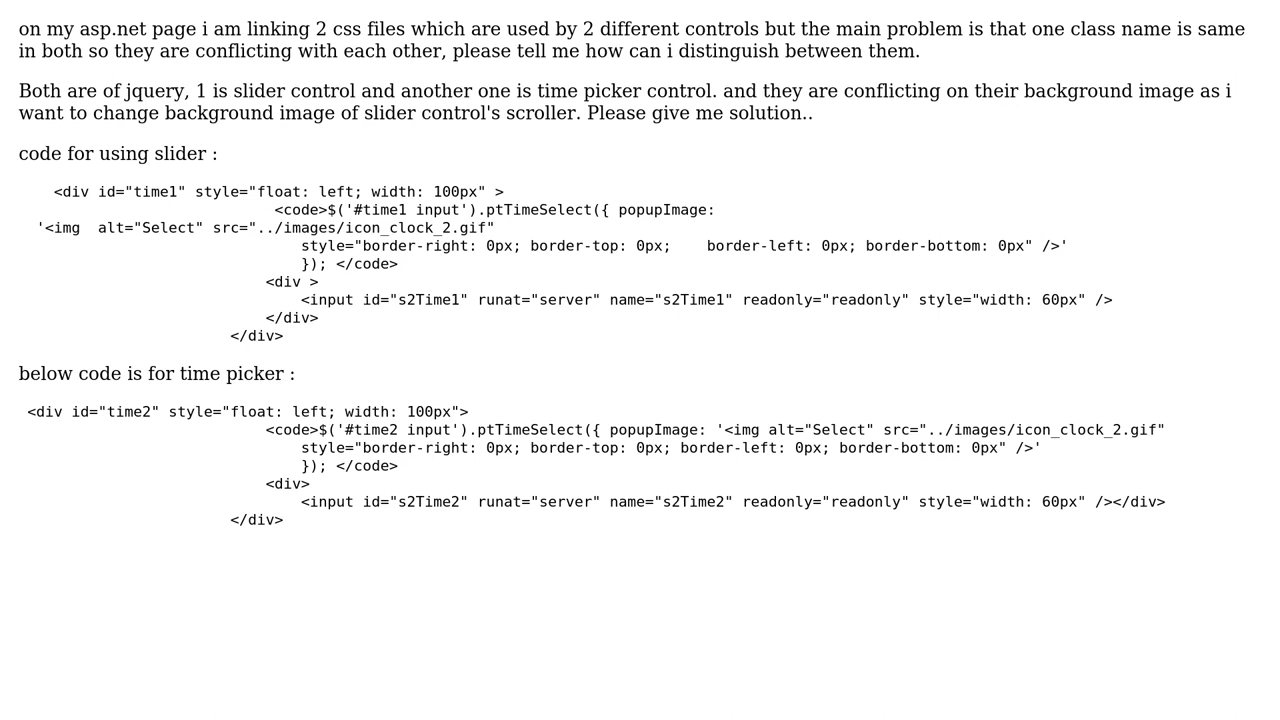 on my asp.net page i am linking 2 css files which are used by 2 different controls but the main problem is that one class name is same
in both so they are conflicting with each other, please tell me how can i distinguish between them.
Both are of jquery, 1 is slider control and another one is time picker control. and they are conflicting on their background image as i
want to change background image of slider control's scroller. Please give me solution..
code for using slider :
<div id="time1" style="float: left; width: 100px" >
<code>$('#time1 input').ptTimeSelect({ popupImage:
'<img  alt="Select" src="../images/icon_clock_2.gif"
style="border-right: 0px; border-top: 0px;    border-left: 0px; border-bottom: 0px" />'
}); </code>
<div >
<input id="s2Time1" runat="server" name="s2Time1" readonly="readonly" style="width: 60px" />
</div>
</div>
below code is for time picker :
<div id="time2" style="float: left; width: 100px">
<code>$('#time2 input').ptTimeSelect({ popupImage: '<img alt="Select" src="../images/icon_clock_2.gif"
style="border-right: 0px; border-top: 0px; border-left: 0px; border-bottom: 0px" />'
}); </code>
<div>
<input id="s2Time2" runat="server" name="s2Time2" readonly="readonly" style="width: 60px" /></div>
</div>